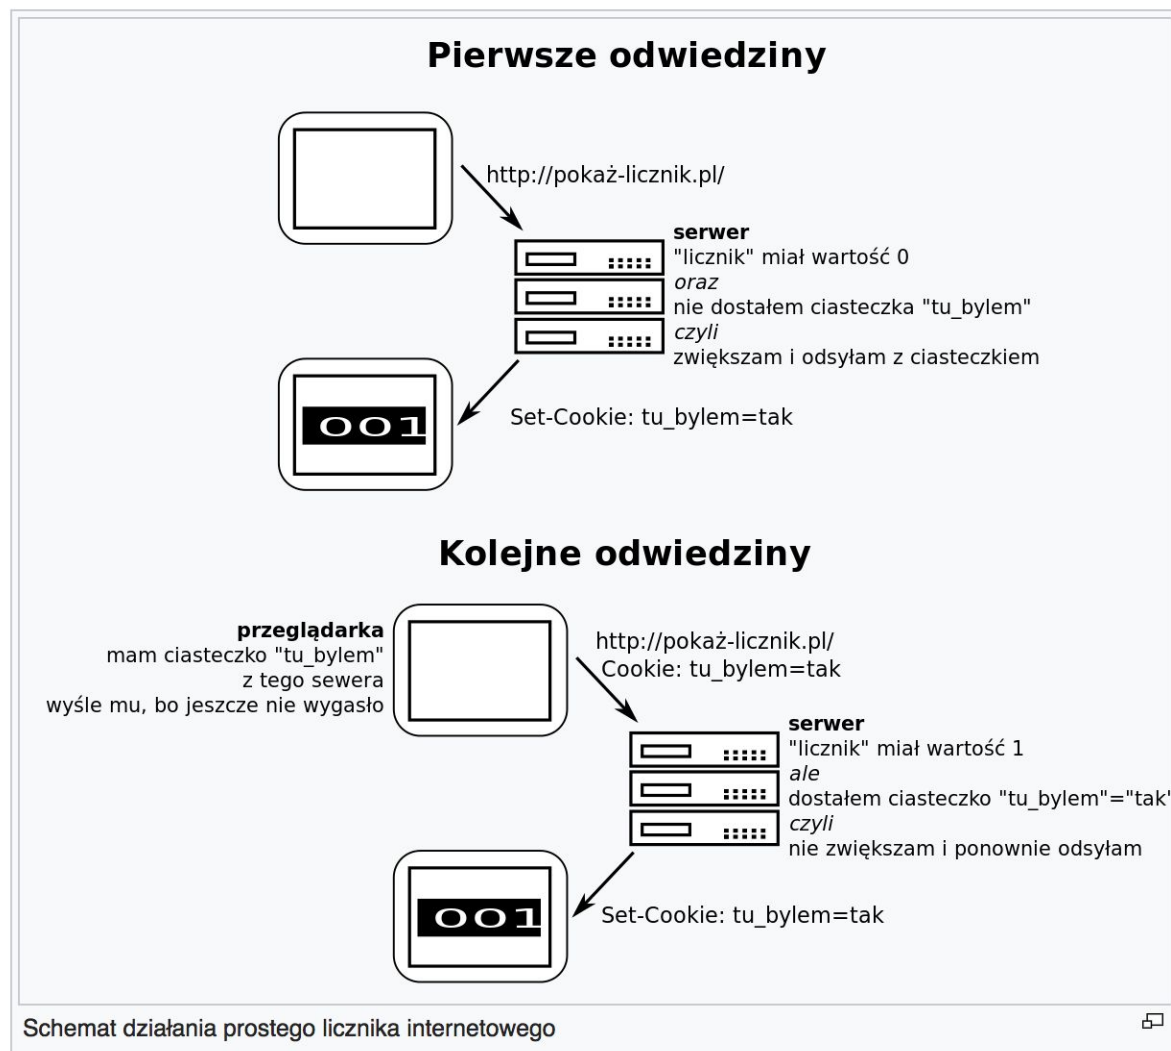 Pierwsze odwiedziny
http://pokaż-licznik.pl/
serwer
"licznik" miał wartość 0
oraz
nie dostałem ciasteczka "tu_bylem"
czyli
zwiększam i odsyłam z ciasteczkiem
001
Set-Cookie: tu_bylem=tak
Kolejne odwiedziny
przeglądarka
mam ciasteczko "tu_bylem"
z tego sewera
wyśle mu, bo jeszcze nie wygasło
http://pokaż-licznik.pl/
Cookie: tu_bylem=tak
serwer
"licznik" miał wartość 1
ale
dostałem ciasteczko "tu_bylem"="tak"
czyli
nie zwiększam i ponownie odsyłam
001
Set-Cookie: tu_bylem=tak
Schemat działania prostego licznika internetowego